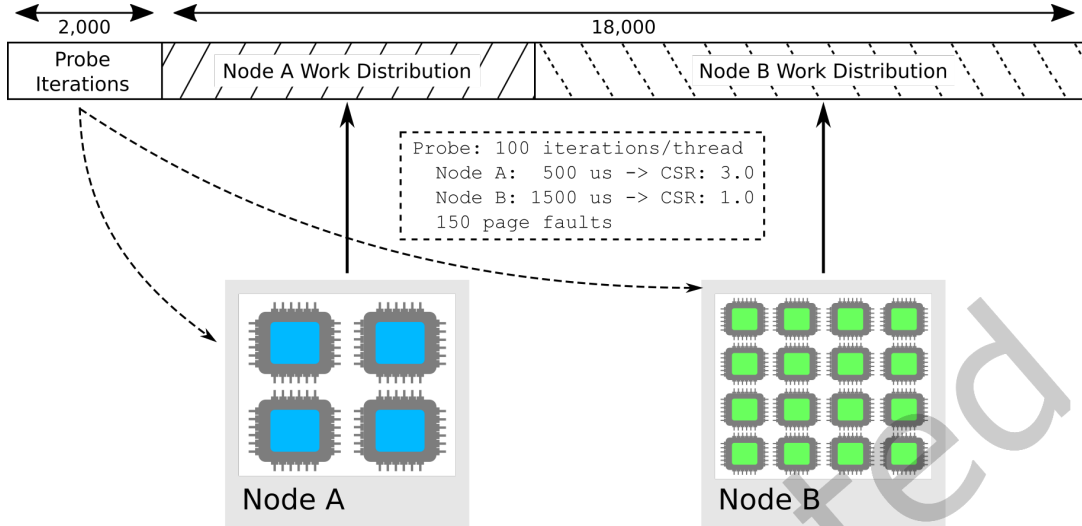 2,000
18,000
Probe
Iterations
Node A Work Distribution
Node B Work Distribution
Probe: 100 iterations/thread
Node A:  500 us -> CSR: 3.0
Node B: 1500 us -> CSR: 1.0
150 page faults
Node A
Node B
ted